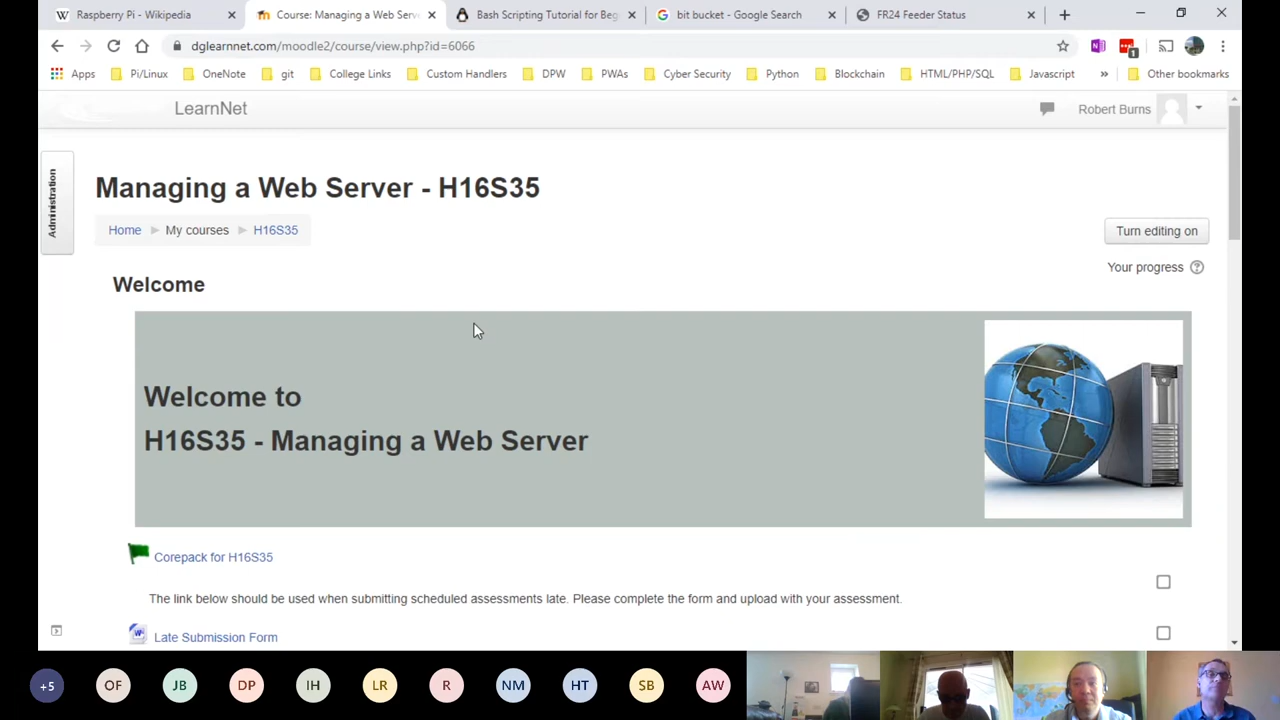 Raspberry Pi - Wikipedia
Course: Managing a Web Serv
Bash Scripting Tutorial for Beg
bit bucket - Google Search
FR24 Feeder Status
dglearnnet.com/moodle2/course/view.php?id=6066
1
Apps
Pi/Linux
OneNote
git
College Links
Custom Handlers
DPW
PWAs
Cyber Security
Python
Blockchain
HTML/PHP/SQL
Javascript
»
Other bookmarks
LearnNet
Robert Burns
Administration
Managing a Web Server - H16S35
Home
My courses
H16S35
Turn editing on
Your progress
Welcome
Welcome to
H16S35 - Managing a Web Server
Corepack for H16S35
The link below should be used when submitting scheduled assessments late. Please complete the form and upload with your assessment.
Late Submission Form
+5
OF
JB
DP
IH
LR
R
NM
HT
SB
AW